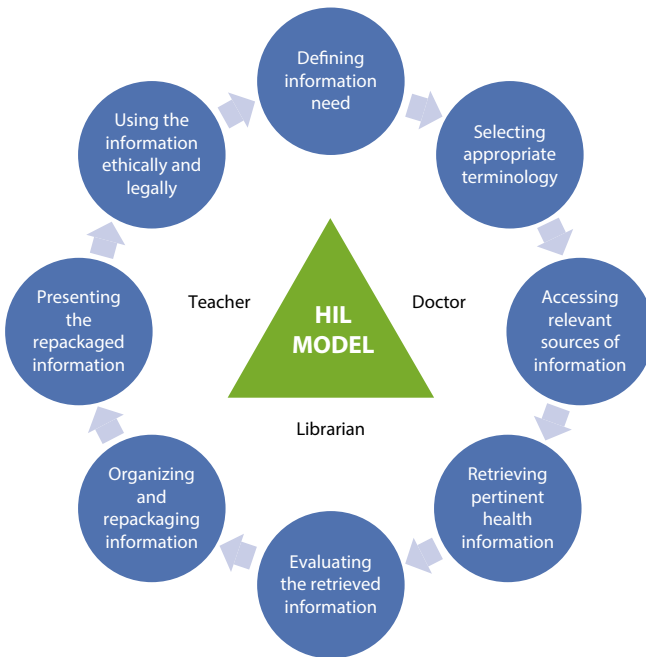 Defining
information
need
Selecting
appropriate
terminology
Accessing
relevant
sources of
information
Retrieving
pertinent
health
information
Evaluating
the retrieved
information
Organizing
and
repackaging
information
Presenting
the
repackaged
information
Using the
information
ethically and
legally
Teacher
Doctor
HIL
MODEL
Librarian